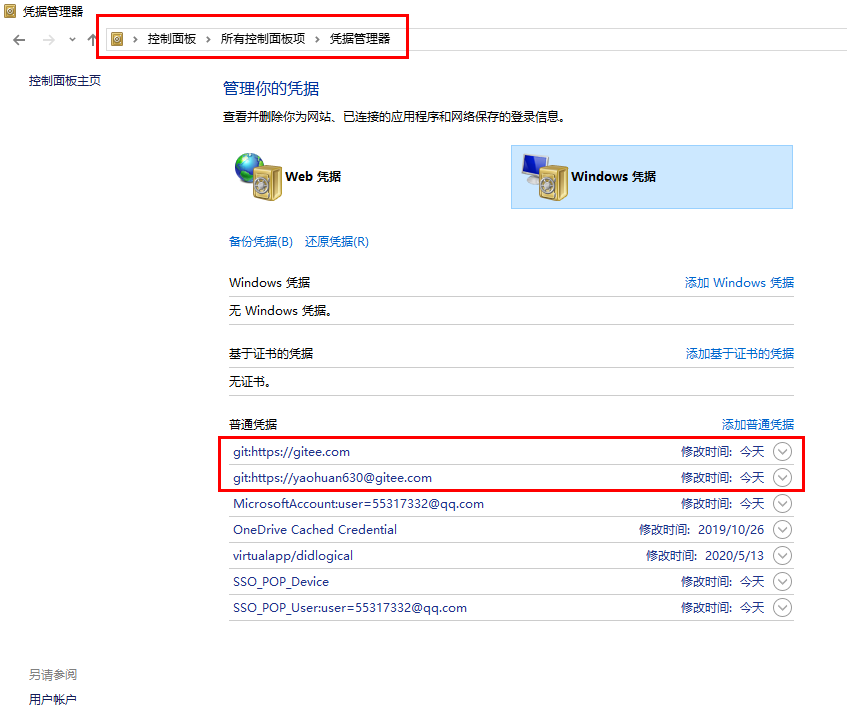 凭据管理器
控制面板 所有控制面板项 凭据管理器
控制面板主页
管理你的凭据
查看并删除你为网站、已连接的应用程序和网络保存的登录信息。
Web 凭据
Windows 凭据
备份凭据(B) 还原凭据(R)
Windows 凭据 添加 Windows 凭据
无 Windows 凭据。
基于证书的凭据 添加基于证书的凭据
无证书。
普通凭据 添加普通凭据
git:https://gitee.com 修改时间: 今天
git:https://yaohuan630@gitee.com 修改时间: 今天
MicrosoftAccount:user=55317332@qq.com 修改时间: 今天
OneDrive Cached Credential 修改时间: 2019/10/26
virtualapp/didlogical 修改时间: 2020/5/13
SSO_POP_Device 修改时间: 今天
SSO_POP_User:user=55317332@qq.com 修改时间: 今天
另请参阅
用户帐户